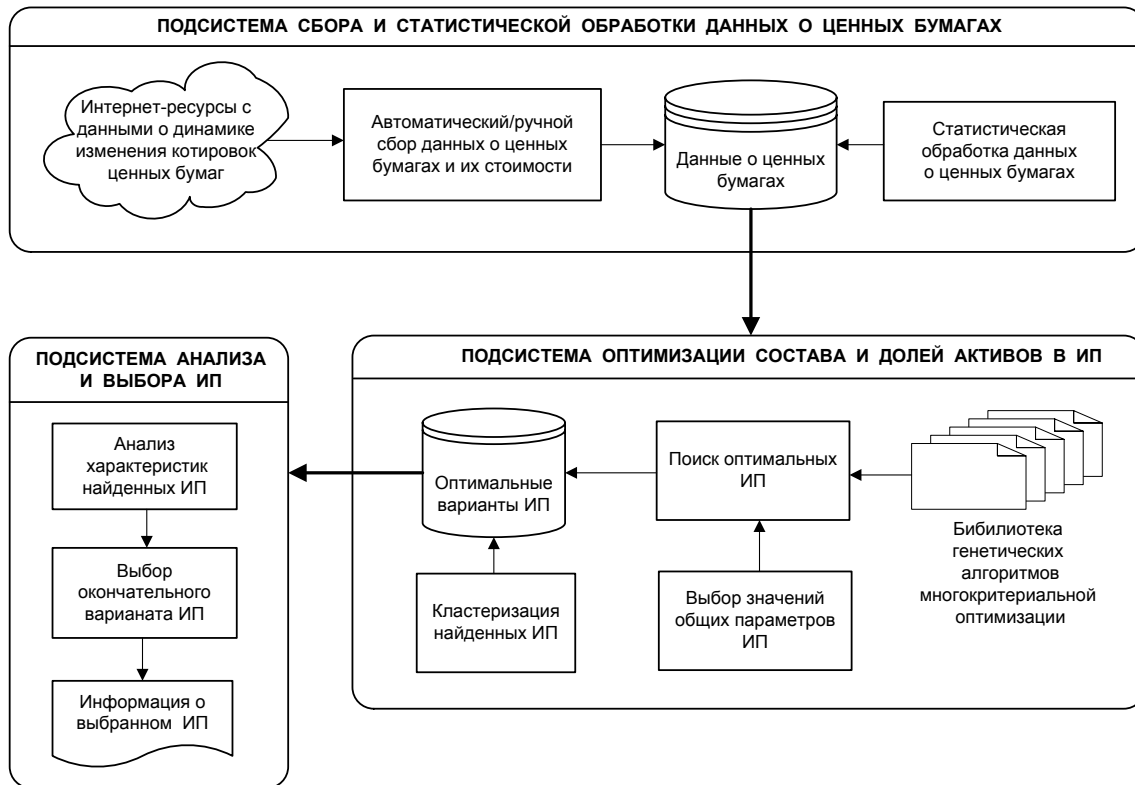 ПОДСИСТЕМА СБОРА И СТАТИСТИЧЕСКОЙ ОБРАБОТКИ ДАННЫХ О ЦЕННЫХ БУМАГАХ
Интернет-ресурсы с
данными о динамике
изменения котировок
ценных бумаг
Автоматический/ручной
сбор данных о ценных
бумагах и их стоимости
Данные о ценных
бумагах
Статистическая
обработка данных
о ценных бумагах
ПОДСИСТЕМА АНАЛИЗА
И ВЫБОРА ИП
Анализ
характеристик
найденных ИП
Выбор
окончательного
варианата ИП
Информация о
выбранном ИП
ПОДСИСТЕМА ОПТИМИЗАЦИИ СОСТАВА И ДОЛЕЙ АКТИВОВ В ИП
Оптимальные
варианты ИП
Поиск оптимальных
ИП
Бибилиотека
генетических
алгоритмов
многокритериальной
оптимизации
Кластеризация
найденных ИП
Выбор значений
общих параметров
ИП